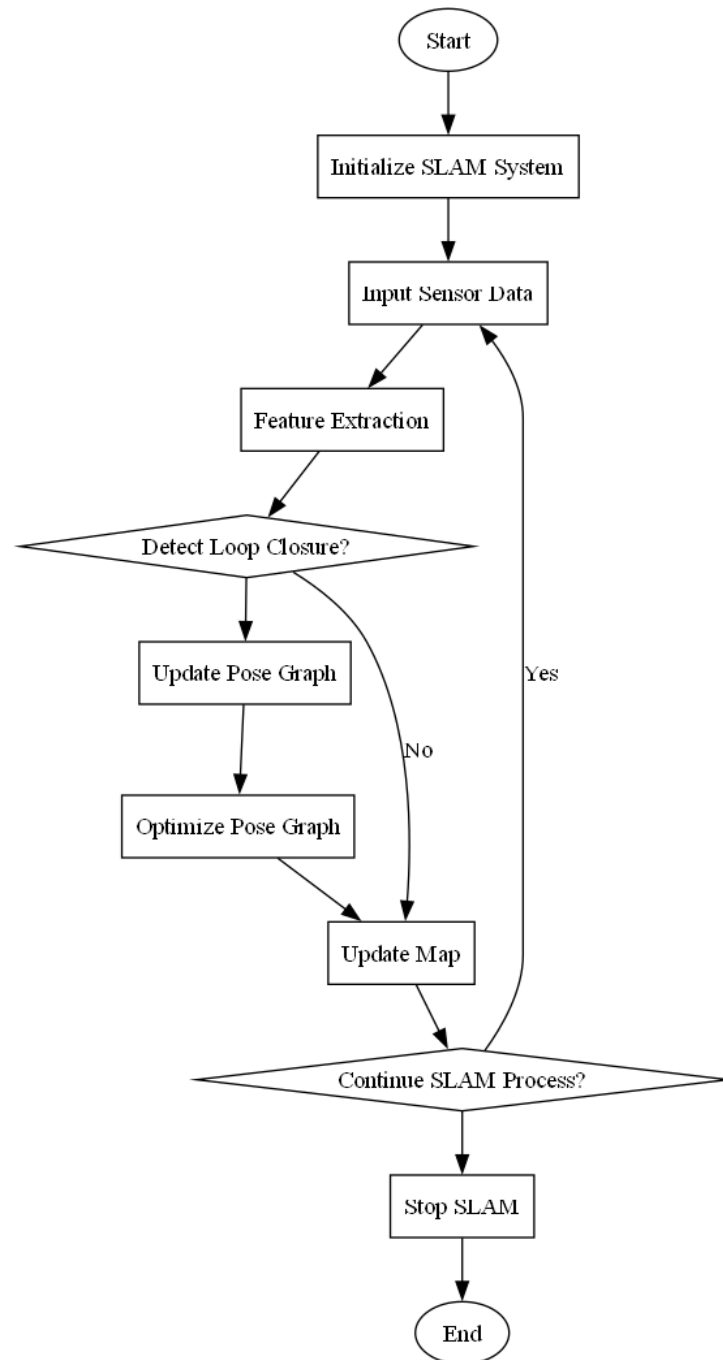 Start
Initialize SLAM System
Input Sensor Data
Feature Extraction
Detect Loop Closure?
Update Pose Graph
Yes
No
Optimize Pose Graph
Update Map
Continue SLAM Process?
Stop SLAM
End